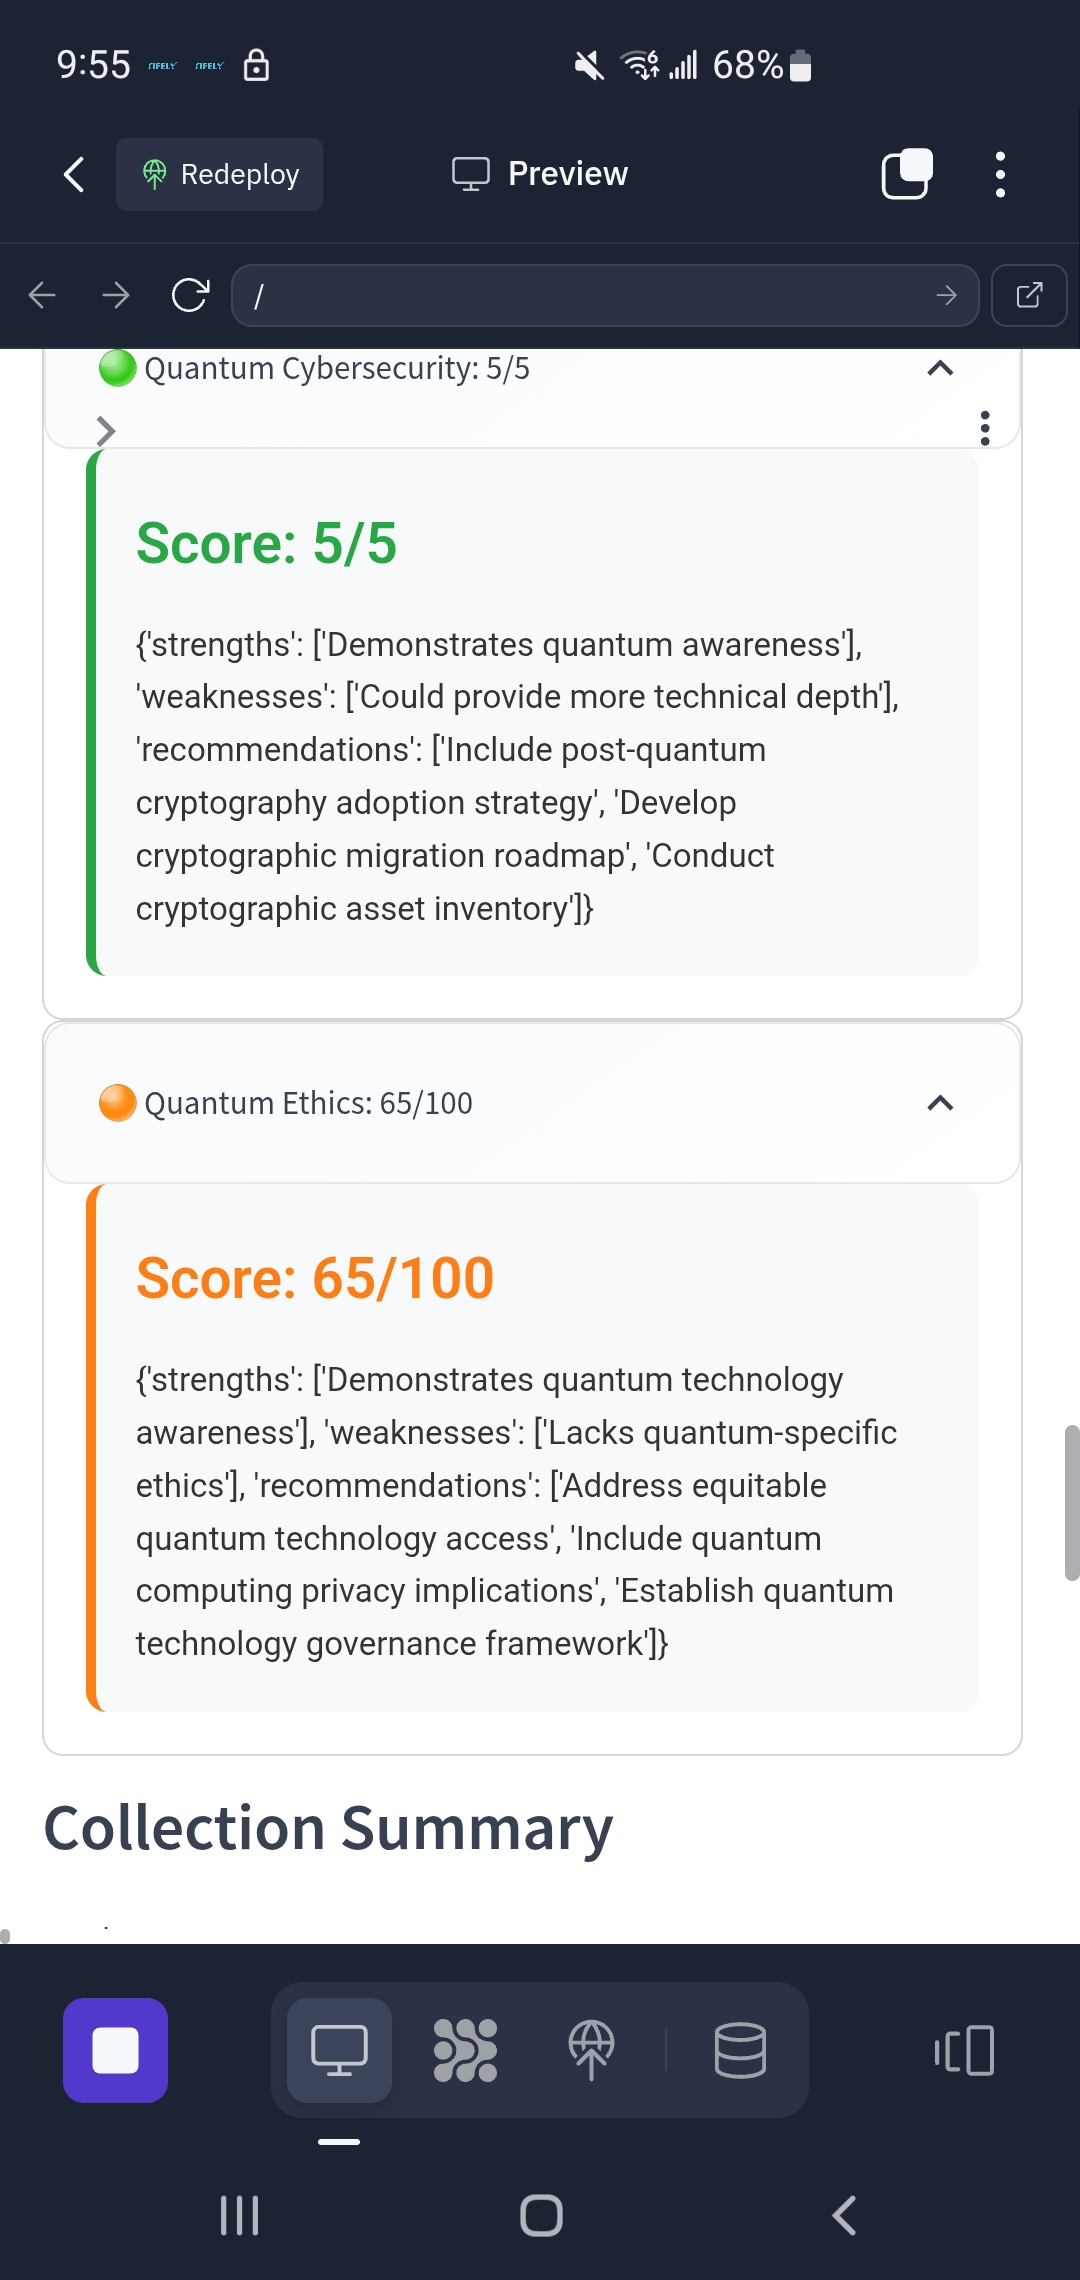 9:55
68%
Redeploy
Preview
/
Quantum Cybersecurity: 5/5
Score: 5/5
{'strengths': ['Demonstrates quantum awareness'],
'weaknesses': ['Could provide more technical depth'],
'recommendations': ['Include post-quantum
cryptography adoption strategy', 'Develop
cryptographic migration roadmap', 'Conduct
cryptographic asset inventory']}
Quantum Ethics: 65/100
Score: 65/100
{'strengths': ['Demonstrates quantum technology
awareness'], 'weaknesses': ['Lacks quantum-specific
ethics'], 'recommendations': ['Address equitable
quantum technology access', 'Include quantum
computing privacy implications', 'Establish quantum
technology governance framework']}
Collection Summary